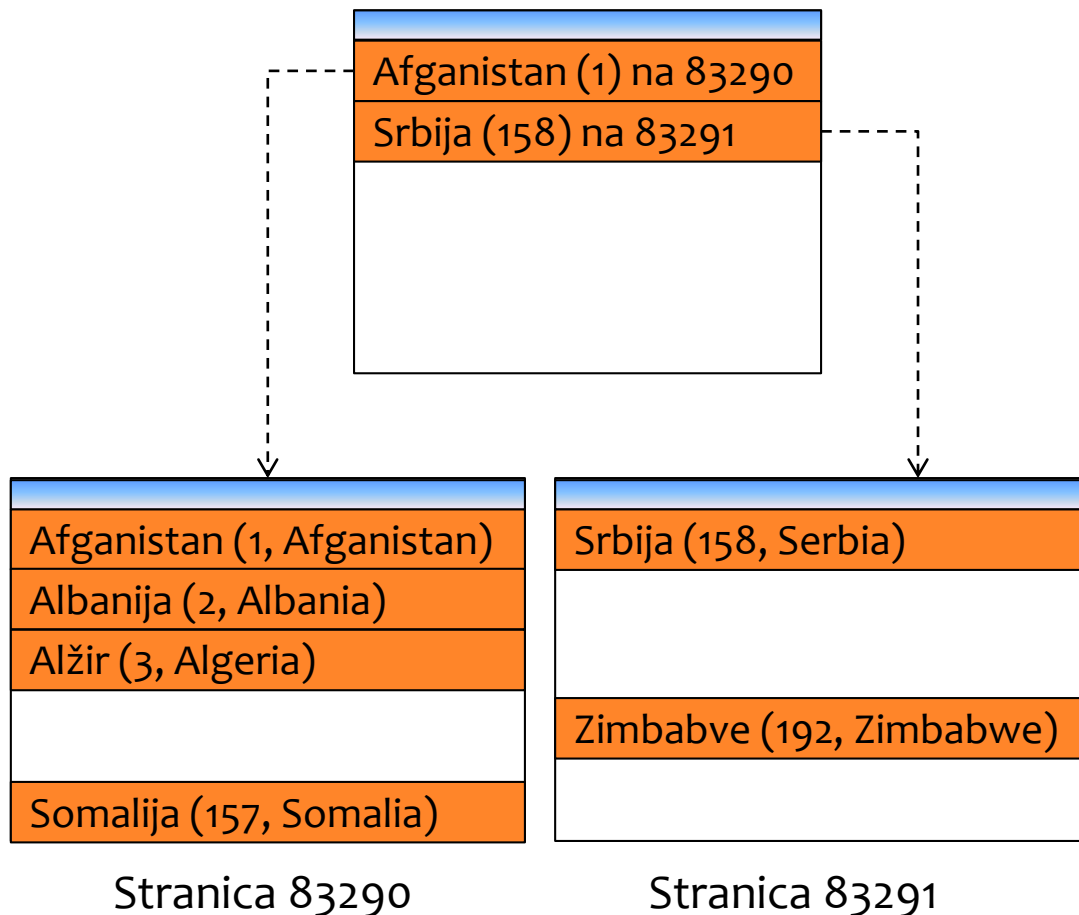 Afganistan (1) na 83290
Srbija (158) na 83291
Afganistan (1, Afganistan)
Albanija (2, Albania)
Alžir (3, Algeria)
Somalija (157, Somalia)
Stranica 83290
Srbija (158, Serbia)
Zimbabve (192, Zimbabwe)
Stranica 83291